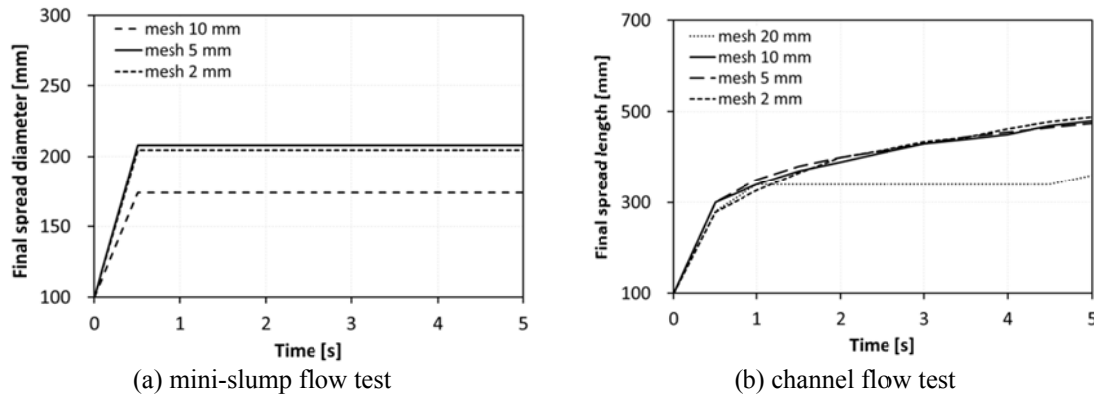 300
250
200
150
100
Final spread diameter [mm]
mesh 10 mm
mesh 5 mm
mesh 2 mm
0 1 2 3 4 5
Time [s]
(a) mini-slump flow test
700
500
300
100
Final spread length [mm]
mesh 20 mm
mesh 10 mm
mesh 5 mm
mesh 2 mm
0 1 2 3 4 5
Time [s]
(b) channel flow test